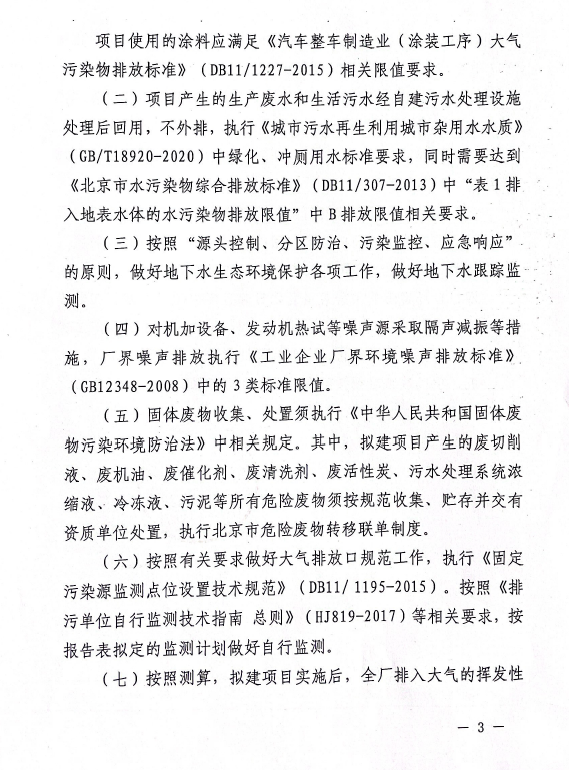 项目使用的涂料应满足《汽车整车制造业（涂装工序）大气
污染物排放标准》（DB11/1227-2015）相关限值要求。
（二）项目产生的生产废水和生活污水经自建污水处理设施
处理后回用，不外排，执行《城市污水再生利用城市杂用水水质》
（GB/T18920-2020）中绿化、冲厕用水标准要求，同时需要达到
《北京市水污染物综合排放标准》（DB11/307-2013）中“表1排
入地表水体的水污染物排放限值”中B排放限值相关要求。
（三）按照“源头控制、分区防治、污染监控、应急响应”
的原则，做好地下水生态环境保护各项工作，做好地下水跟踪监
测。
（四）对机加设备、发动机热试等噪声源采取隔声减振等措
施，厂界噪声排放执行《工业企业厂界环境噪声排放标准》
（GB12348-2008）中的3类标准限值。
（五）固体废物收集、处置须执行《中华人民共和国固体废
物污染环境防治法》中相关规定。其中，拟建项目产生的废切削
液、废机油、废催化剂、废清洗剂、废活性炭、污水处理系统浓
缩液、冷冻液、污泥等所有危险废物须按规范收集、贮存并交有
资质单位处置，执行北京市危险废物转移联单制度。
（六）按照有关要求做好大气排放口规范工作，执行《固定
污染源监测点位设置技术规范》（DB11/ 1195-2015）。按照《排
污单位自行监测技术指南 总则》（HJ819-2017）等相关要求，按
报告表拟定的监测计划做好自行监测。
（七）按照测算，拟建项目实施后，全厂排入大气的挥发性
— 3 —